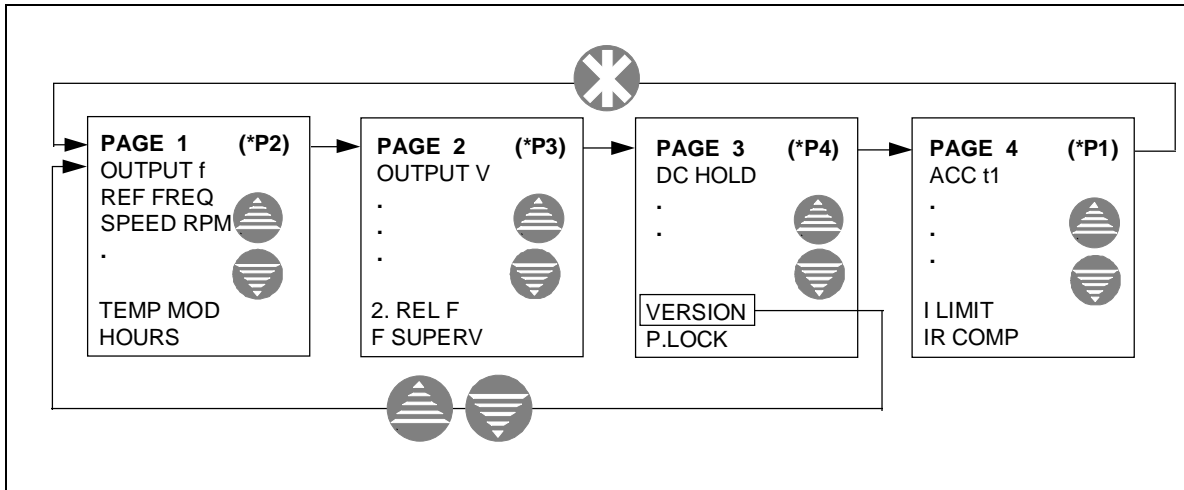 PAGE 1 (*P2)
OUTPUT f
REF FREQ
SPEED RPM
.
TEMP MOD
HOURS
PAGE 2 (*P3)
OUTPUT V
.
.
.
2. REL F
F SUPERV
PAGE 3 (*P4)
DC HOLD
.
.
VERSION
P.LOCK
PAGE 4 (*P1)
ACC t1
.
.
.
I LIMIT
IR COMP